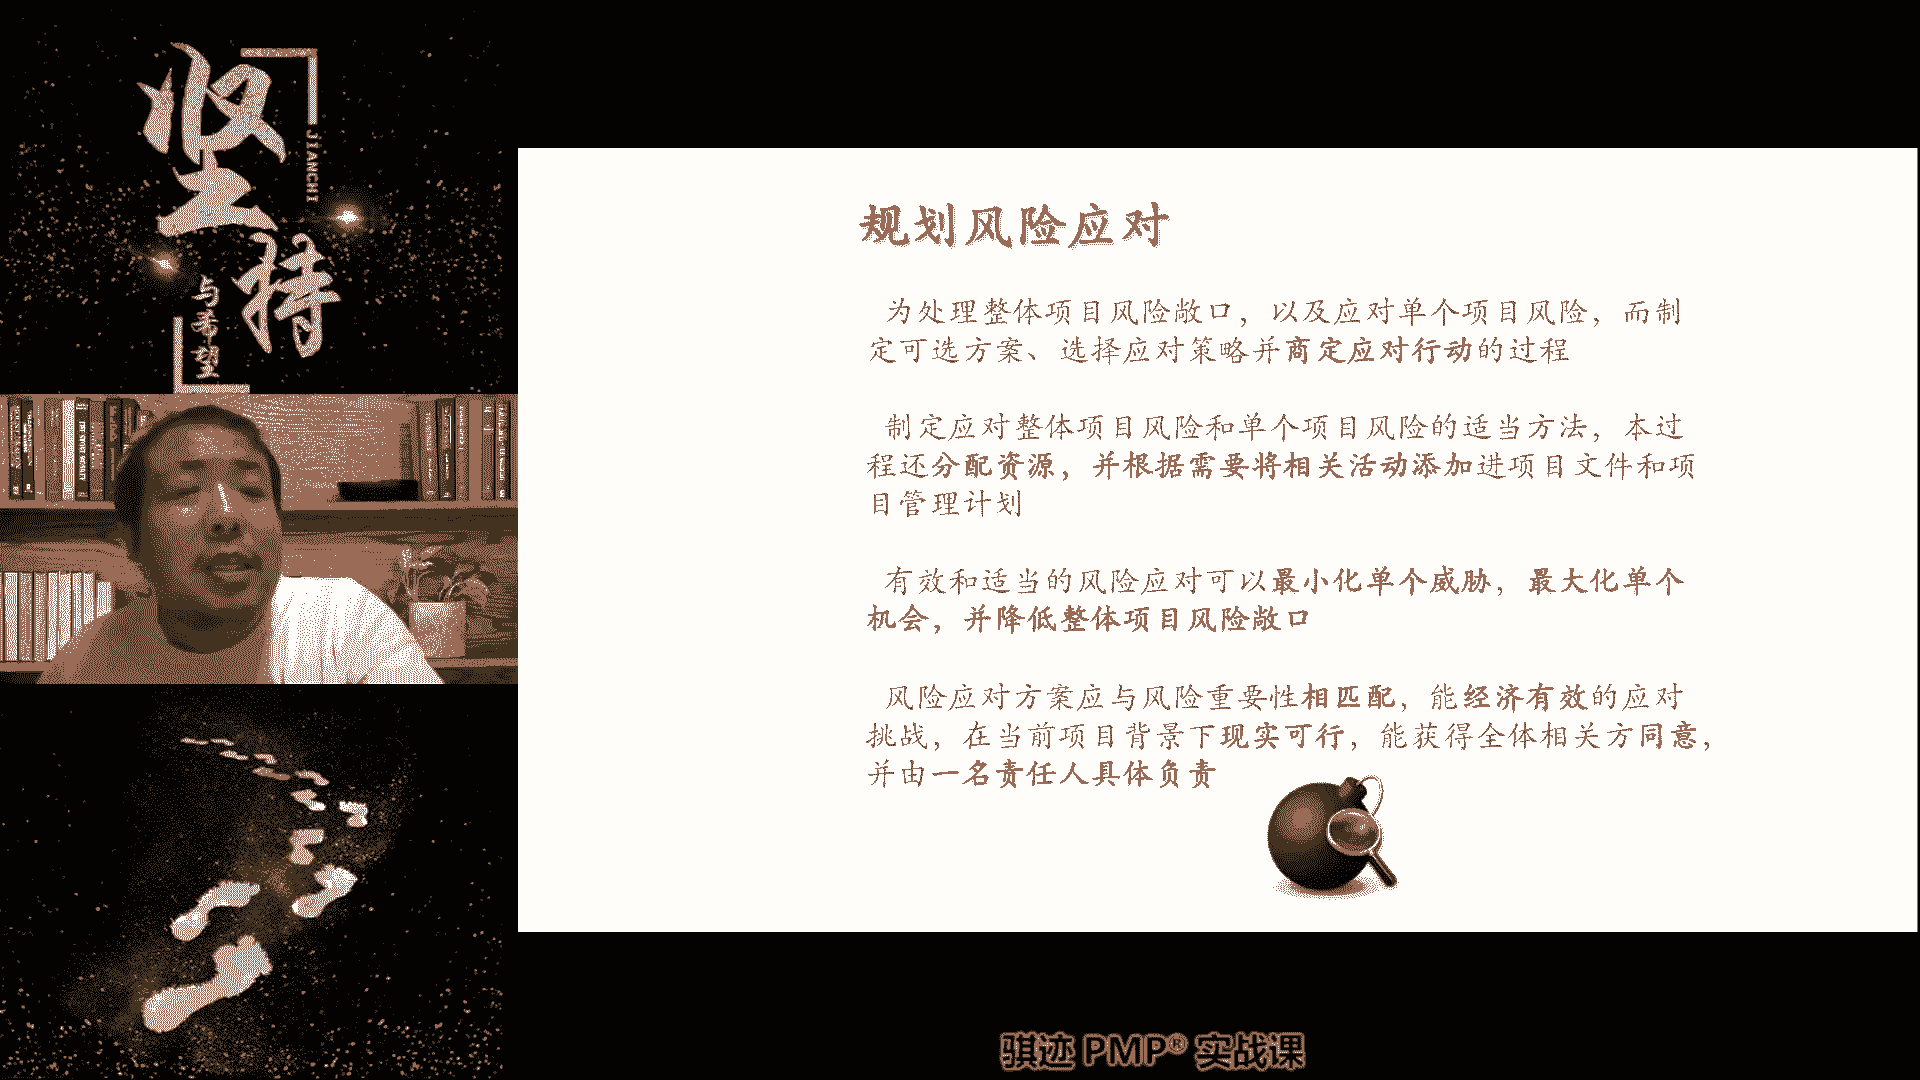 坚持
JIANCHI
与希望
规划风险应对
为处理整体项目风险敞口，以及应对单个项目风险，而制
定可选方案、选择应对策略并商定应对行动的过程
制定应对整体项目风险和单个项目风险的适当方法，本过
程还分配资源，并根据需要将相关活动添加进项目文件和项
目管理计划
有效和适当的风险应对可以最小化单个威胁，最大化单个
机会，并降低整体项目风险敞口
风险应对方案应与风险重要性相匹配，能经济有效的应对
挑战，在当前项目背景下现实可行，能获得全体相关方同意，
并由一名责任人具体负责
骐迹 PMP® 实战课